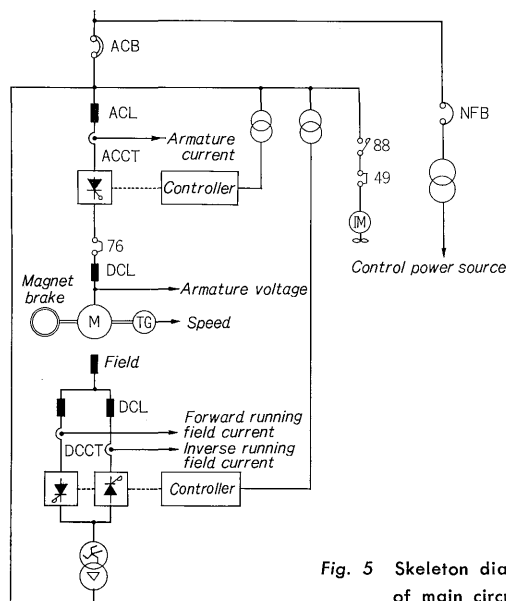 ACB
ACL
NFB
Armature
current
ACCT
88
Controller
49
IM
76
DCL
Control power source
Magnet
brake
Armature voltage
M
TG
Speed
Field
DCL
Forward running
field current
DCCT
Inverse running
field current
Controller
Fig. 5 Skeleton dia
of main circu